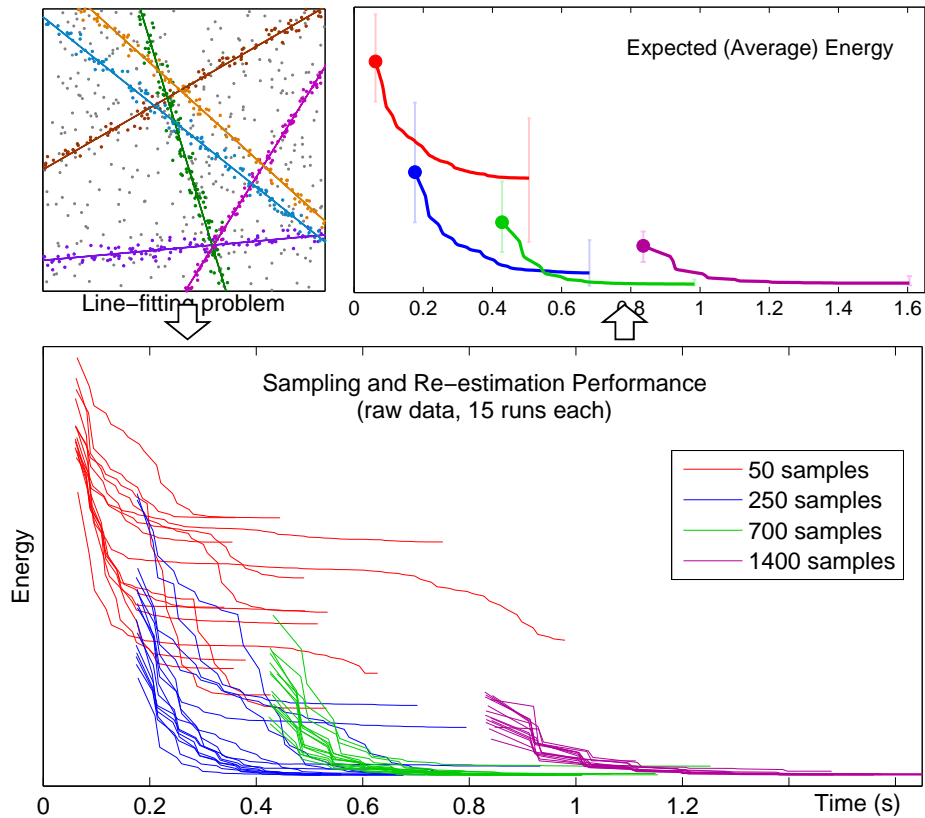 Expected (Average) Energy
0 0.2 0.4 0.6 0.8 1 1.2 1.4 1.6
Line−fitting problem
Sampling and Re−estimation Performance
(raw data, 15 runs each)
50 samples
250 samples
700 samples
1400 samples
Energy
0 0.2 0.4 0.6 0.8 1 1.2 Time (s)